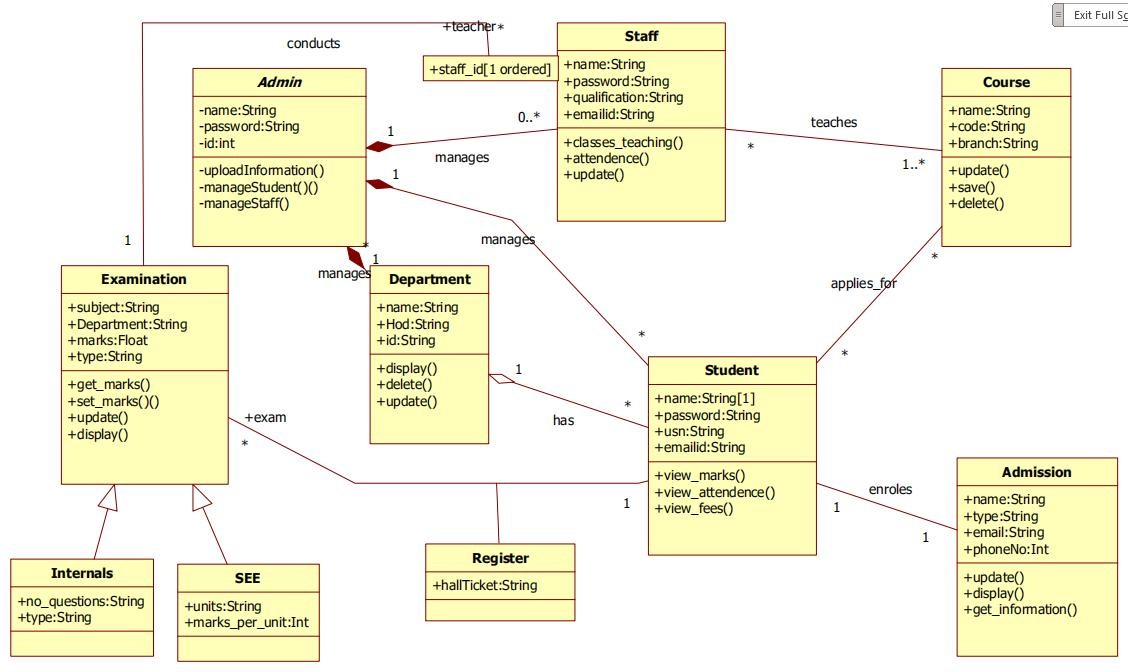 Exit Full Sc
+teacher *
conducts
+staff_id[1 ordered]
Staff
+name:String
+password:String
+qualification:String
+emailid:String
+classes_teaching()
+attendence()
+update()
Admin
-name:String
-password:String
-id:int
-uploadInformation()
-manageStudent()()
-manageStaff()
Course
+name:String
+code:String
+branch:String
+update()
+save()
+delete()
1
0..*
manages
teaches
*
1..*
1
manages
*
*
1
manages
1
Examination
+subject:String
+Department:String
+marks:Float
+type:String
+get_marks()
+set_marks()()
+update()
+display()
Department
+name:String
+Hod:String
+id:String
+display()
+delete()
+update()
*
applies_for
*
1
*
has
Student
+name:String[1]
+password:String
+usn:String
+emailid:String
+view_marks()
+view_attendence()
+view_fees()
+exam
*
1
enroles
1
1
Admission
+name:String
+type:String
+email:String
+phoneNo:Int
+update()
+display()
+get_information()
Internals
+no_questions:String
+type:String
SEE
+units:String
+marks_per_unit:Int
Register
+hallTicket:String